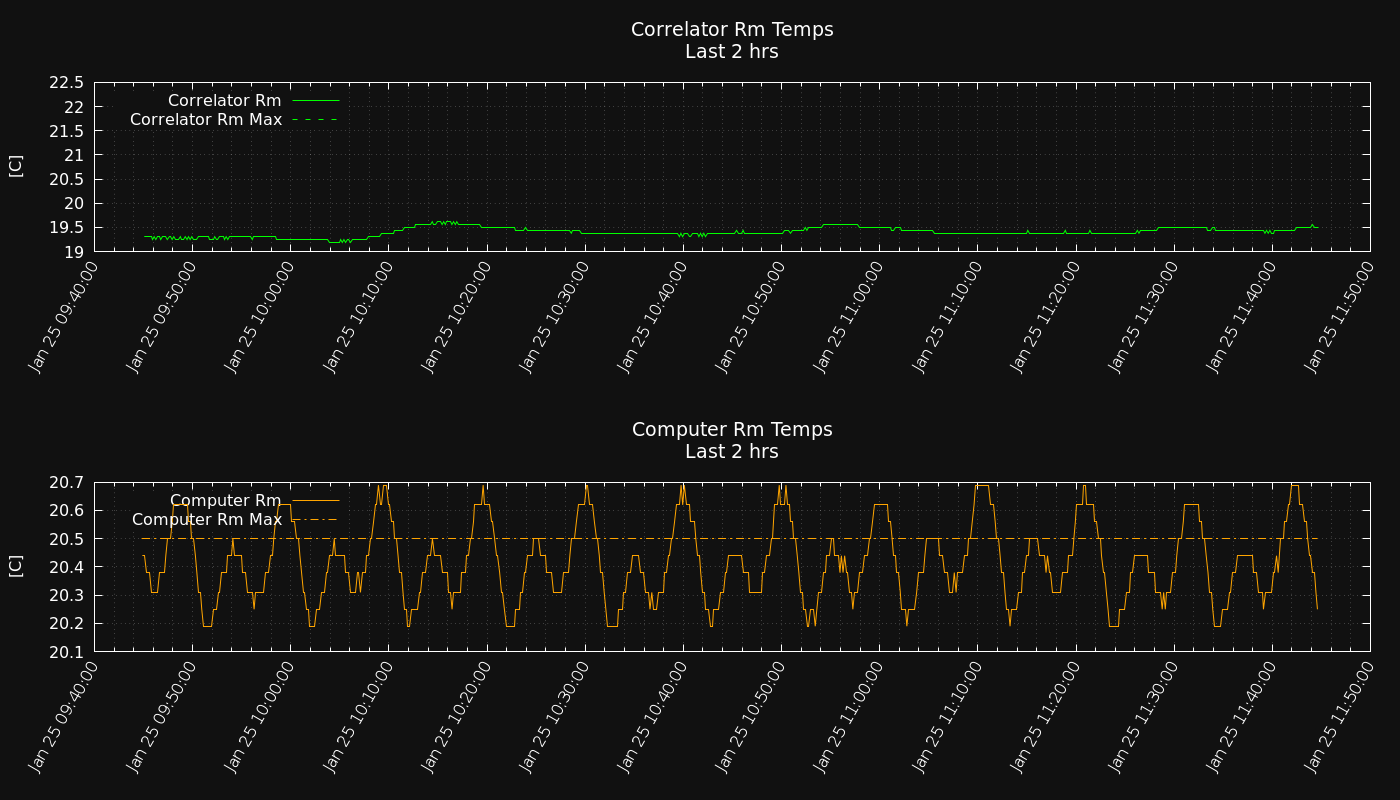 Correlator Rm Temps
Last 2 hrs
22.5
22
21.5
21
20.5
20
19.5
19
[C]
Correlator Rm
Correlator Rm Max
Jan 25 09:40:00
Jan 25 09:50:00
Jan 25 10:00:00
Jan 25 10:10:00
Jan 25 10:20:00
Jan 25 10:30:00
Jan 25 10:40:00
Jan 25 10:50:00
Jan 25 11:00:00
Jan 25 11:10:00
Jan 25 11:20:00
Jan 25 11:30:00
Jan 25 11:40:00
Jan 25 11:50:00
Computer Rm Temps
Last 2 hrs
20.7
20.6
20.5
20.4
20.3
20.2
20.1
[C]
Computer Rm
Computer Rm Max
Jan 25 09:40:00
Jan 25 09:50:00
Jan 25 10:00:00
Jan 25 10:10:00
Jan 25 10:20:00
Jan 25 10:30:00
Jan 25 10:40:00
Jan 25 10:50:00
Jan 25 11:00:00
Jan 25 11:10:00
Jan 25 11:20:00
Jan 25 11:30:00
Jan 25 11:40:00
Jan 25 11:50:00